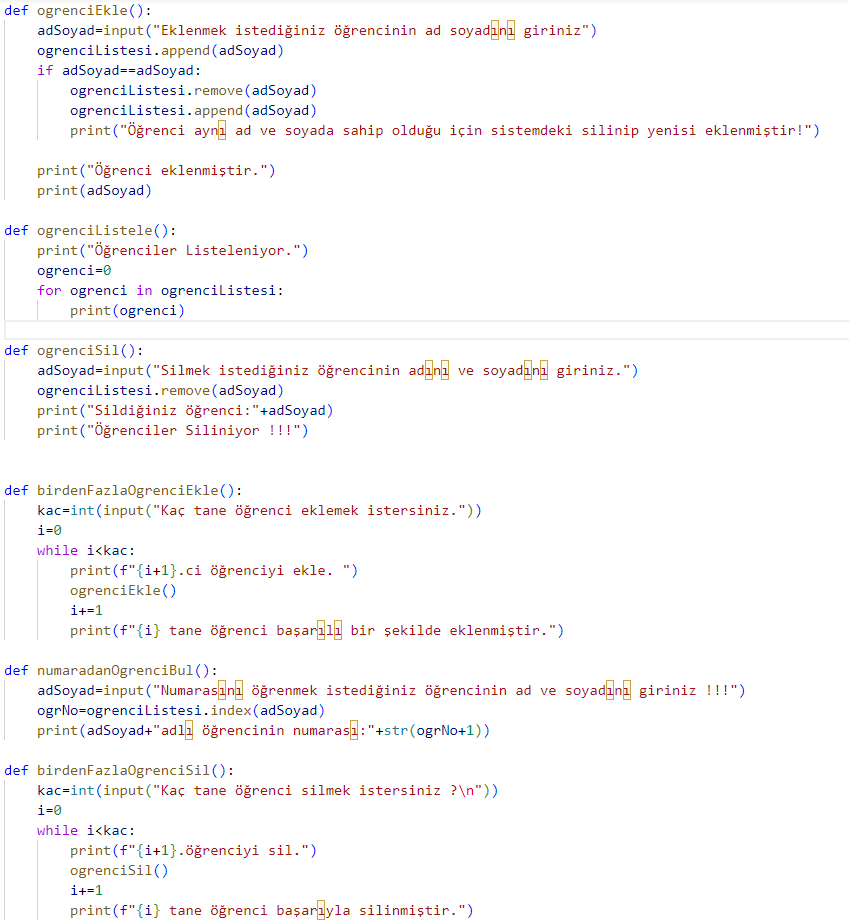 def ogrenciEkle():
    adSoyad=input("Eklenmek istediğiniz öğrencinin ad soyadını giriniz")
    ogrenciListesi.append(adSoyad)
    if adSoyad==adSoyad:
        ogrenciListesi.remove(adSoyad)
        ogrenciListesi.append(adSoyad)
        print("Öğrenci aynı ad ve soyada sahip olduğu için sistemdeki silinip yenisi eklenmiştir!")

    print("Öğrenci eklenmiştir.")
    print(adSoyad)

def ogrenciListele():
    print("Öğrenciler Listeleniyor.")
    ogrenci=0
    for ogrenci in ogrenciListesi:
        print(ogrenci)

def ogrenciSil():
    adSoyad=input("Silmek istediğiniz öğrencinin adını ve soyadını giriniz.")
    ogrenciListesi.remove(adSoyad)
    print("Sildiğiniz öğrenci:"+adSoyad)
    print("Öğrenciler Siliniyor !!!")


def birdenFazlaOgrenciEkle():
    kac=int(input("Kaç tane öğrenci eklemek istersiniz."))
    i=0
    while i<kac:
        print(f"{i+1}.ci öğrenciyi ekle. ")
        ogrenciEkle()
        i+=1
        print(f"{i} tane öğrenci başarılı bir şekilde eklenmiştir.")

def numaradanOgrenciBul():
    adSoyad=input("Numarasını öğrenmek istediğiniz öğrencinin ad ve soyadını giriniz !!!")
    ogrNo=ogrenciListesi.index(adSoyad)
    print(adSoyad+"adlı öğrencinin numarası:"+str(ogrNo+1))

def birdenFazlaOgrenciSil():
    kac=int(input("Kaç tane öğrenci silmek istersiniz ?\n"))
    i=0
    while i<kac:
        print(f"{i+1}.öğrenciyi sil.")
        ogrenciSil()
        i+=1
        print(f"{i} tane öğrenci başarıyla silinmiştir.")